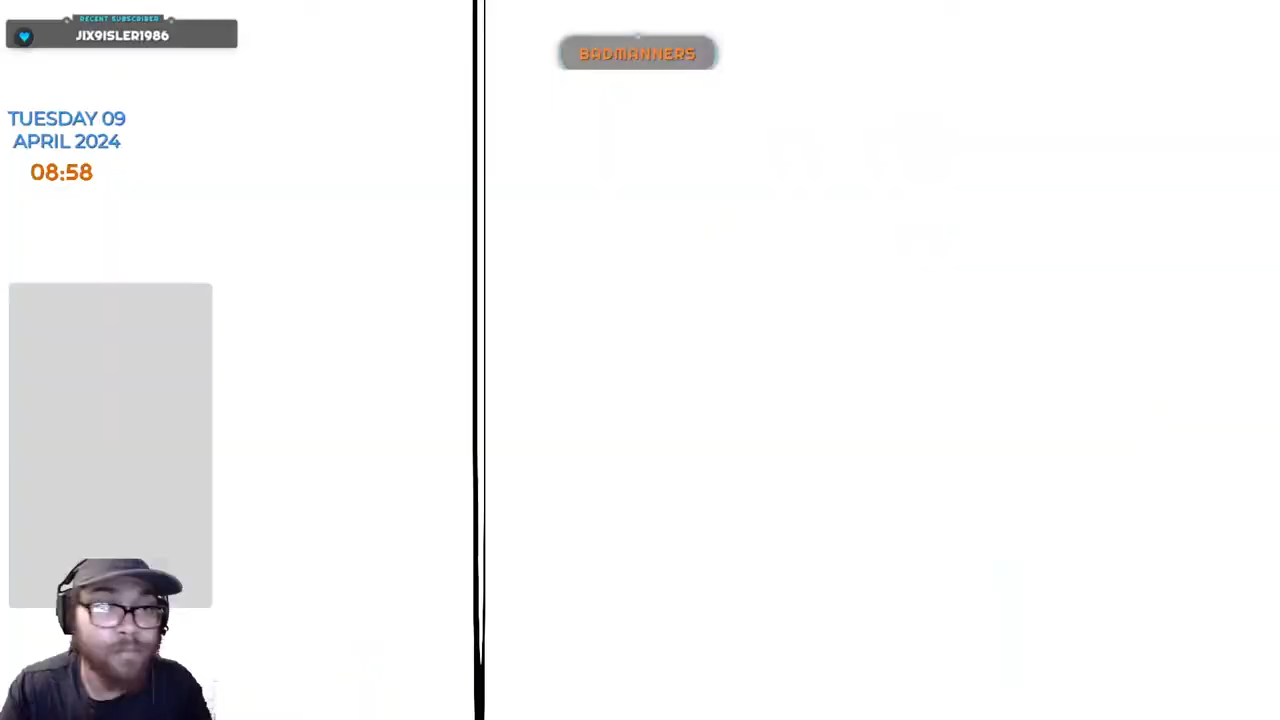 RECENT SUBSCRIBER
JIX9ISLER1986
BADMANNERS
TUESDAY 09
APRIL 2024
08:58